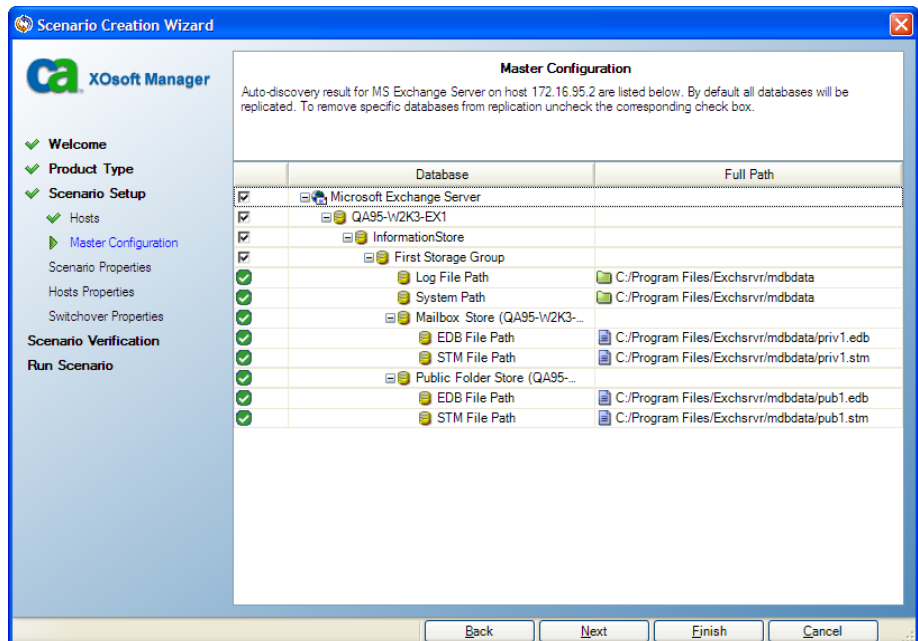 Scenario Creation Wizard
ca XOsoft Manager
Welcome
Product Type
Scenario Setup
Hosts
Master Configuration
Scenario Properties
Hosts Properties
Switchover Properties
Scenario Verification
Run Scenario
Master Configuration
Auto-discovery result for MS Exchange Server on host 172.16.95.2 are listed below. By default all databases will be
replicated. To remove specific databases from replication uncheck the corresponding check box.
Database Full Path
Microsoft Exchange Server
QA95-W2K3-EX1
InformationStore
First Storage Group
Log File Path C:/Program Files/Exchsrvr/mdbdata
System Path C:/Program Files/Exchsrvr/mdbdata
Mailbox Store (QA95-W2K3-...
EDB File Path C:/Program Files/Exchsrvr/mdbdata/priv1.edb
STM File Path C:/Program Files/Exchsrvr/mdbdata/priv1.stm
Public Folder Store (QA95-...
EDB File Path C:/Program Files/Exchsrvr/mdbdata/pub1.edb
STM File Path C:/Program Files/Exchsrvr/mdbdata/pub1.stm
Back Next Finish Cancel